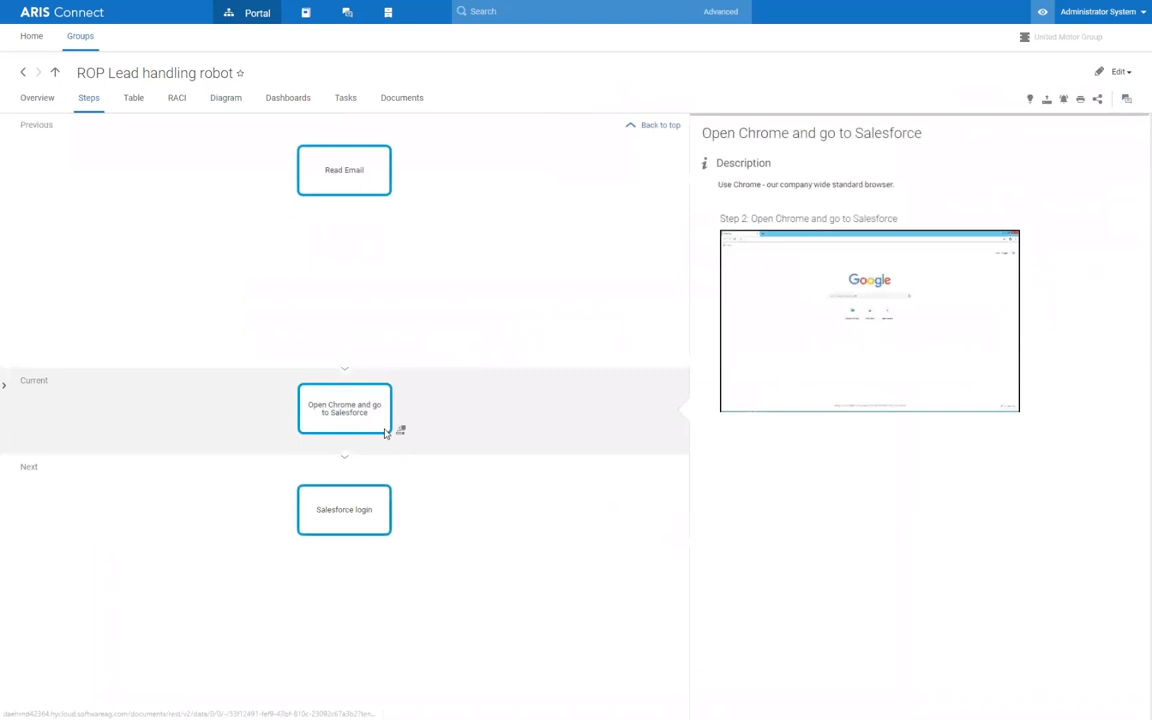 ARIS Connect
Portal
Search
Advanced
Administrator System
Home
Groups
United Motor Group
ROP Lead handling robot
Edit
Overview
Steps
Table
RACI
Diagram
Dashboards
Tasks
Documents
Previous
Back to top
Read Email
Current
Open Chrome and go
to Salesforce
Next
Salesforce login
Open Chrome and go to Salesforce
Description
Use Chrome - our company wide standard browser.
Step 2: Open Chrome and go to Salesforce
Google